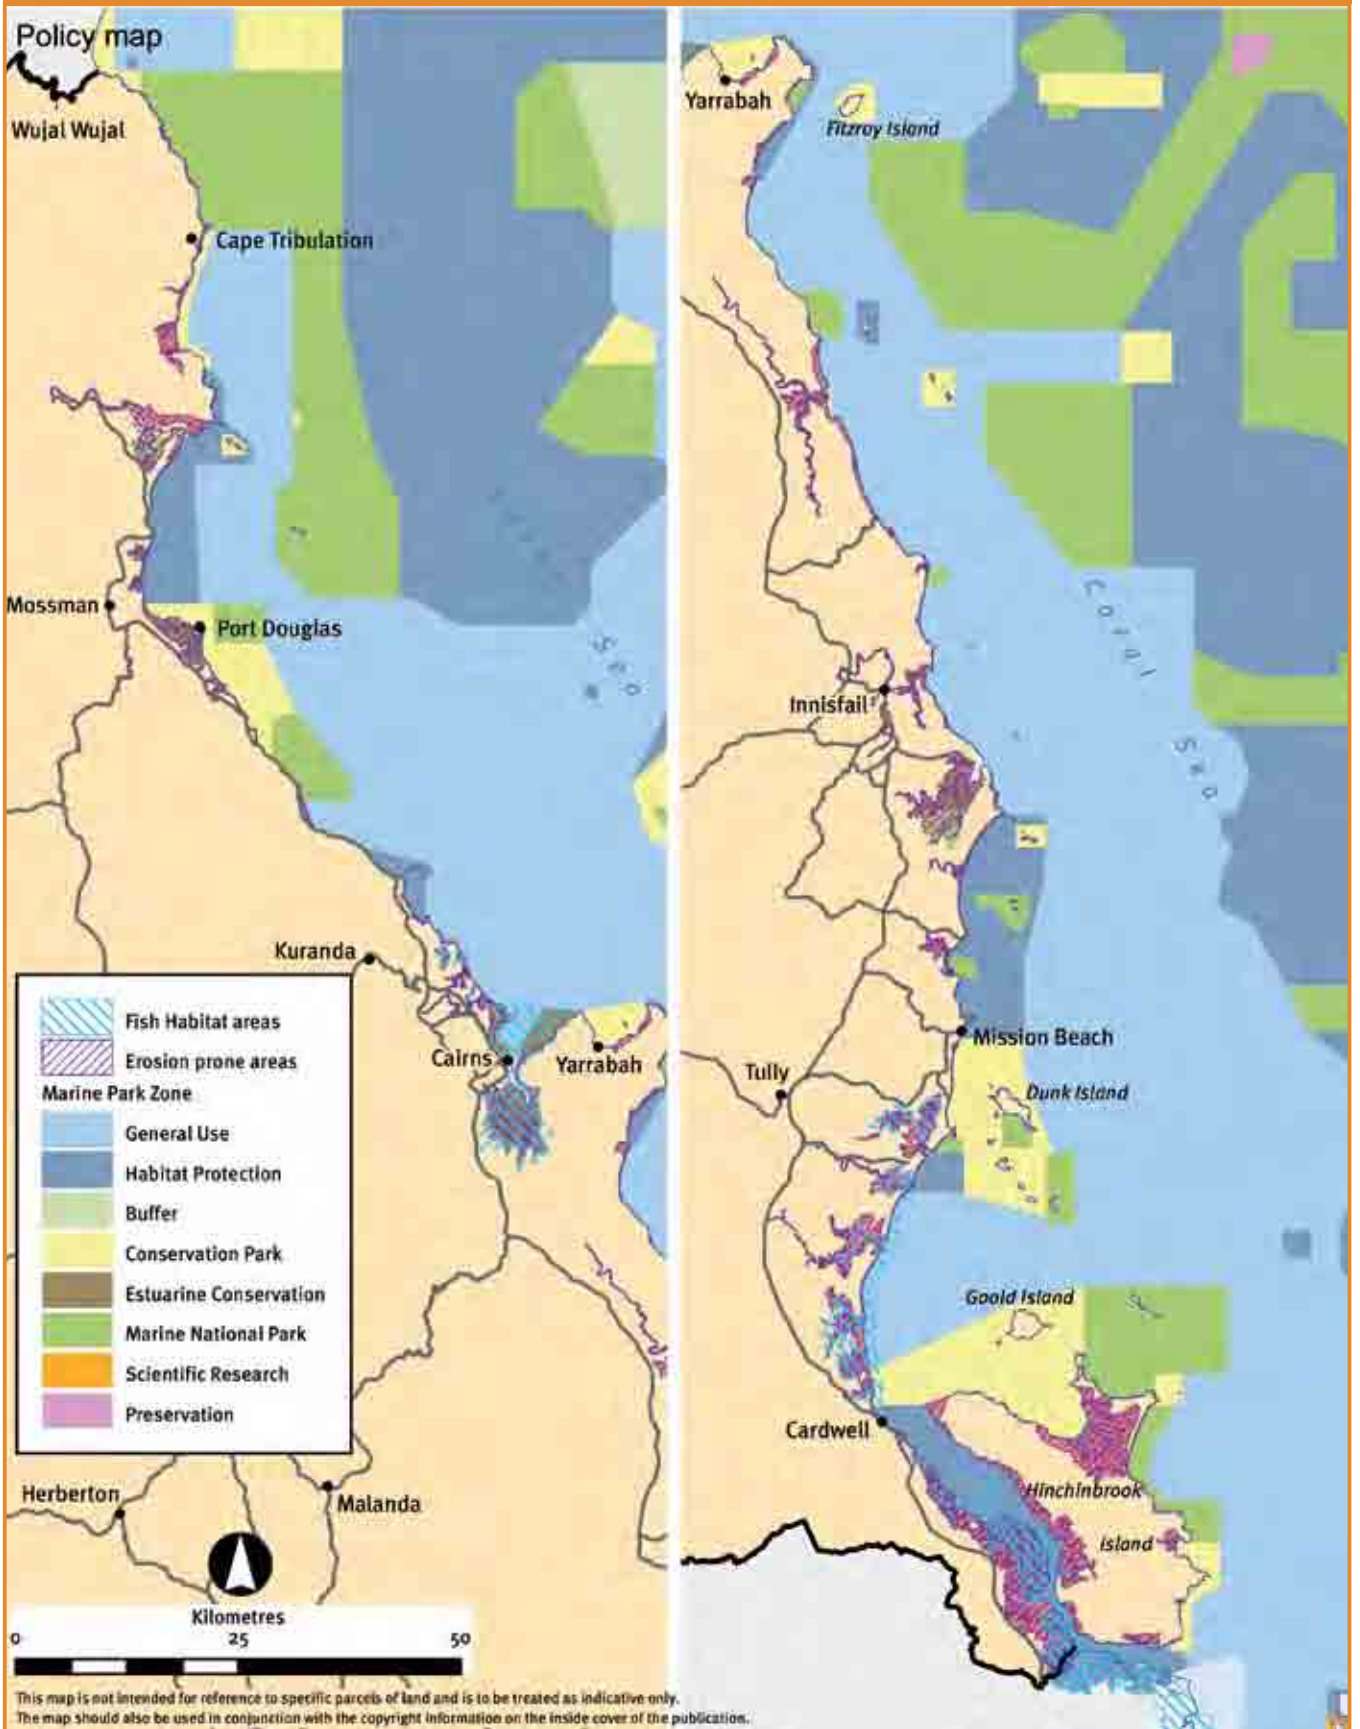 Policy map
Wujal Wujal
Cape Tribulation
Mossman
Port Douglas
Sea
Kuranda
Cairns
Yarrabah
Fish Habitat areas
Erosion prone areas
Marine Park Zone
General Use
Habitat Protection
Buffer
Conservation Park
Estuarine Conservation
Marine National Park
Scientific Research
Preservation
Herberton
Malanda
Kilometres
0 25 50
This map is not intended for reference to specific parcels of land and is to be treated as indicative only.
The map should also be used in conjunction with the copyright information on the inside cover of the publication.
Yarrabah
Fitzroy Island
Coral
Sea
Innisfail
Mission Beach
Tully
Dunk Island
Goold Island
Cardwell
Hinchinbrook
Island